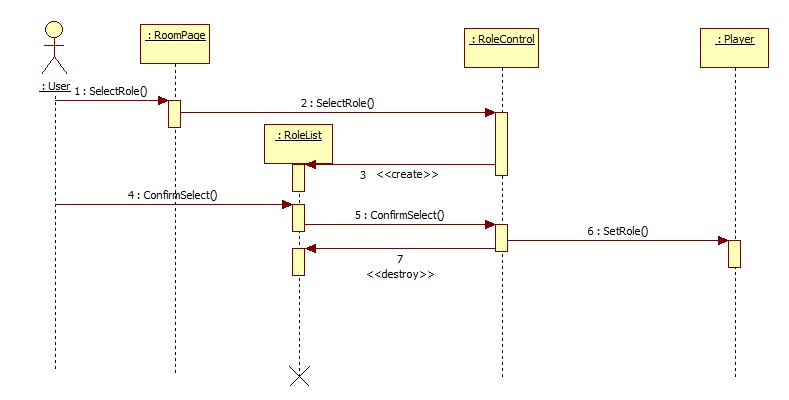 : RoomPage
: RoleControl
: Player
: User
1 : SelectRole()
2 : SelectRole()
: RoleList
3 <<create>>
4 : ConfirmSelect()
5 : ConfirmSelect()
6 : SetRole()
7
<<destroy>>